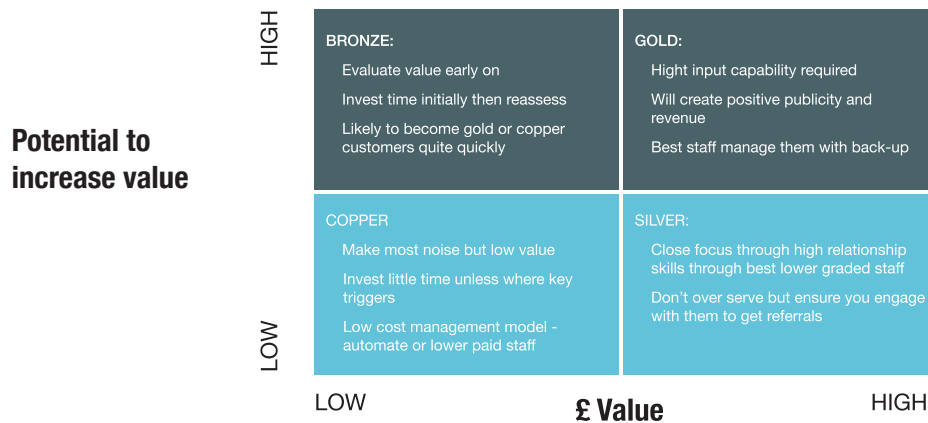 HIGH
BRONZE:
Evaluate value early on
Invest time initially then reassess
Likely to become gold or copper
customers quite quickly
GOLD:
Hight input capability required
Will create positive publicity and
revenue
Best staff manage them with back-up
Potential to
increase value
COPPER
Make most noise but low value
Invest little time unless where key
triggers
Low cost management model -
automate or lower paid staff
SILVER:
Close focus through high relationship
skills through best lower graded staff
Don’t over serve but ensure you engage
with them to get referrals
LOW
LOW
£ Value
HIGH